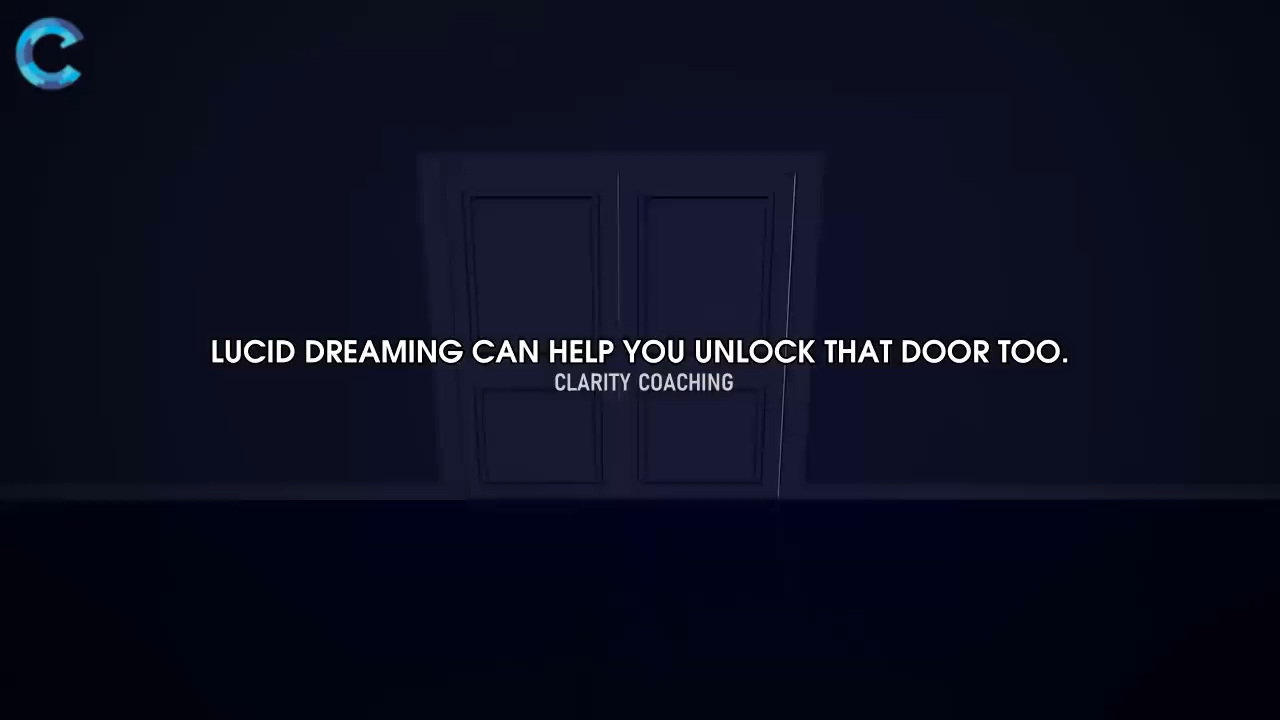 LUCID DREAMING CAN HELP YOU UNLOCK THAT DOOR TOO.
CLARITY COACHING